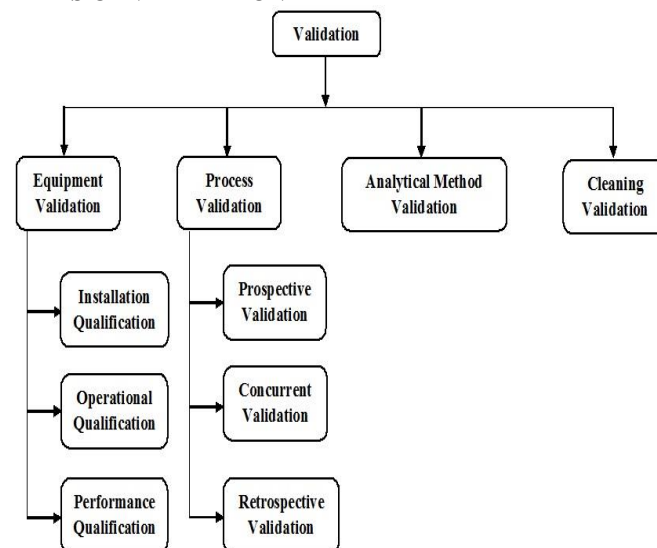 Validation
Equipment
Validation
Process
Validation
Analytical Method
Validation
Cleaning
Validation
Installation
Qualification
Operational
Qualification
Performance
Qualification
Prospective
Validation
Concurrent
Validation
Retrospective
Validation